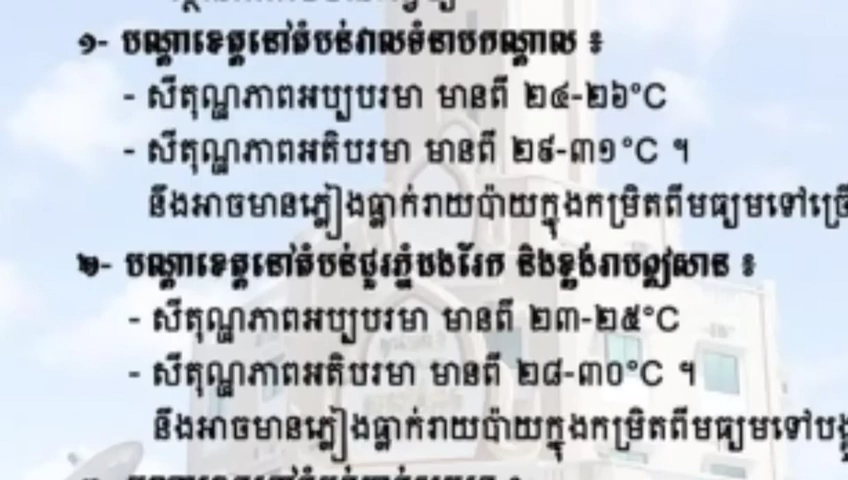 ១- បណ្តាខេត្តនៅតំបន់វាលទំនាបកណ្តាល ៖
- សីតុណ្ហភាពអប្បបរមា មានពី ២៤-២៦°C
- សីតុណ្ហភាពអតិបរមា មានពី ២៩-៣១°C ។
នឹងអាចមានភ្លៀងធ្លាក់រាយប៉ាយក្នុងកម្រិតពីមធ្យមទៅច្រើ
២- បណ្តាខេត្តនៅតំបន់ជួរភ្នំដងរែក និងខ្ពង់រាបឦសាន ៖
- សីតុណ្ហភាពអប្បបរមា មានពី ២៣-២៥°C
- សីតុណ្ហភាពអតិបរមា មានពី ២៨-៣០°C ។
នឹងអាចមានភ្លៀងធ្លាក់រាយប៉ាយក្នុងកម្រិតពីមធ្យមទៅបង្គួ